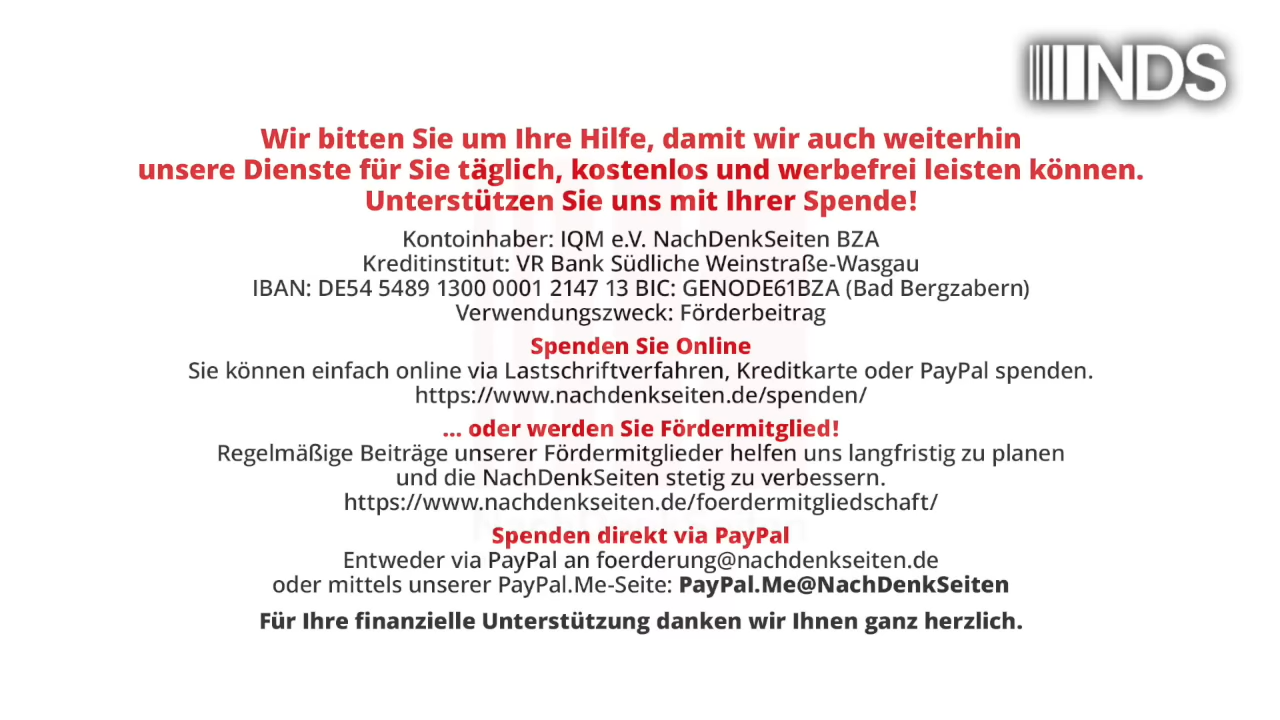 NDS
Wir bitten Sie um Ihre Hilfe, damit wir auch weiterhin
unsere Dienste für Sie täglich, kostenlos und werbefrei leisten können.
Unterstützen Sie uns mit Ihrer Spende!
Kontoinhaber: IQM e.V. NachDenkSeiten BZA
Kreditinstitut: VR Bank Südliche Weinstraße-Wasgau
IBAN: DE54 5489 1300 0001 2147 13 BIC: GENODE61BZA (Bad Bergzabern)
Verwendungszweck: Förderbeitrag
Spenden Sie Online
Sie können einfach online via Lastschriftverfahren, Kreditkarte oder PayPal spenden.
https://www.nachdenkseiten.de/spenden/
... oder werden Sie Fördermitglied!
Regelmäßige Beiträge unserer Fördermitglieder helfen uns langfristig zu planen
und die NachDenkSeiten stetig zu verbessern.
https://www.nachdenkseiten.de/foerdermitgliedschaft/
Spenden direkt via PayPal
Entweder via PayPal an foerderung@nachdenkseiten.de
oder mittels unserer PayPal.Me-Seite: PayPal.Me@NachDenkSeiten
Für Ihre finanzielle Unterstützung danken wir Ihnen ganz herzlich.